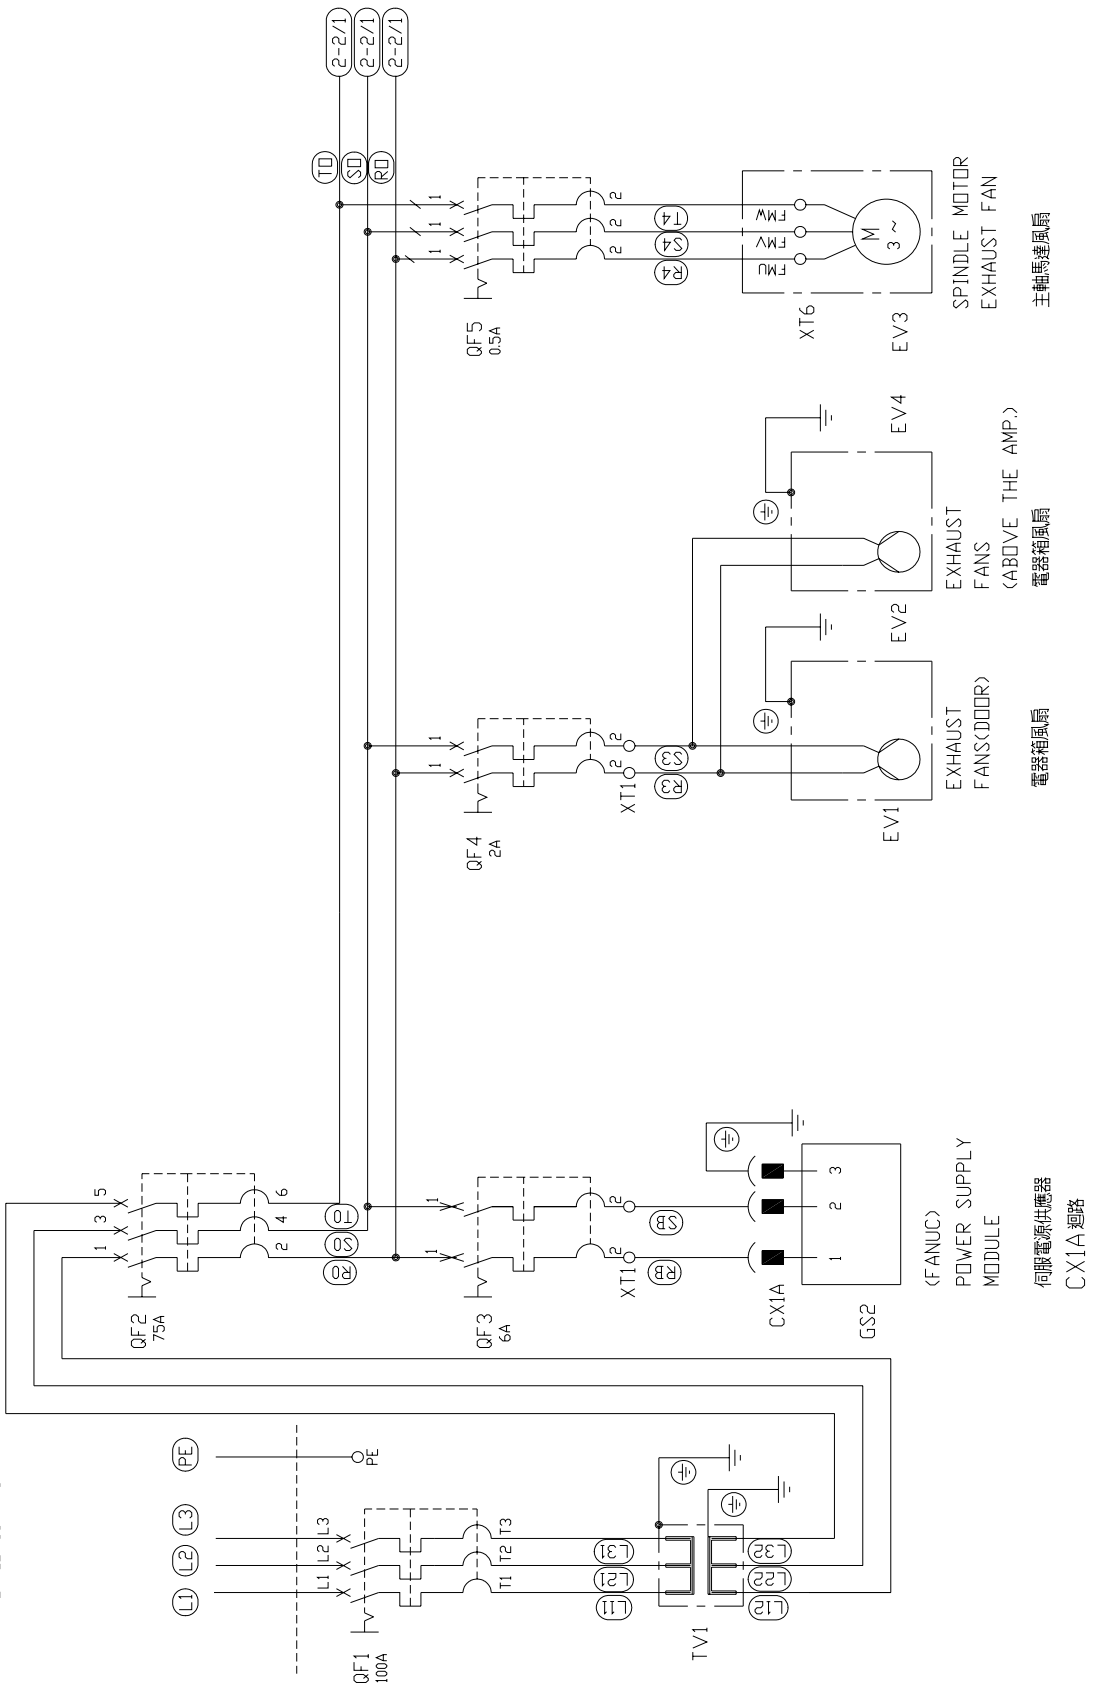 2-2/1
2-2/1
2-2/1
T0
S0
R0
1
1
1
2
2
2
T4
S4
R4
QF5
0.5A
FMW
FMV
FMU
M
3 ~
XT6
EV3
SPINDLE MOTOR
EXHAUST FAN
主軸馬達風扇
1
1
2
2
QF4
2A
XT1
S3
R3
EV4
EV2
EXHAUST
FANS
(ABOVE THE AMP.)
電器箱風扇
EV1
EXHAUST
FANS(DOOR)
電器箱風扇
5
3
1
6
4
2
T0
S0
R0
QF2
75A
1
1
2
2
QF3
6A
XT1
SB
RB
CX1A
3
2
1
GS2
(FANUC)
POWER SUPPLY
MODULE
伺服電源供應器
CX1A 迴路
PE
L3
L2
L1
PE
L3
L2
L1
T3
T2
T1
QF1
100A
L31
L21
L11
L32
L22
L12
TV1